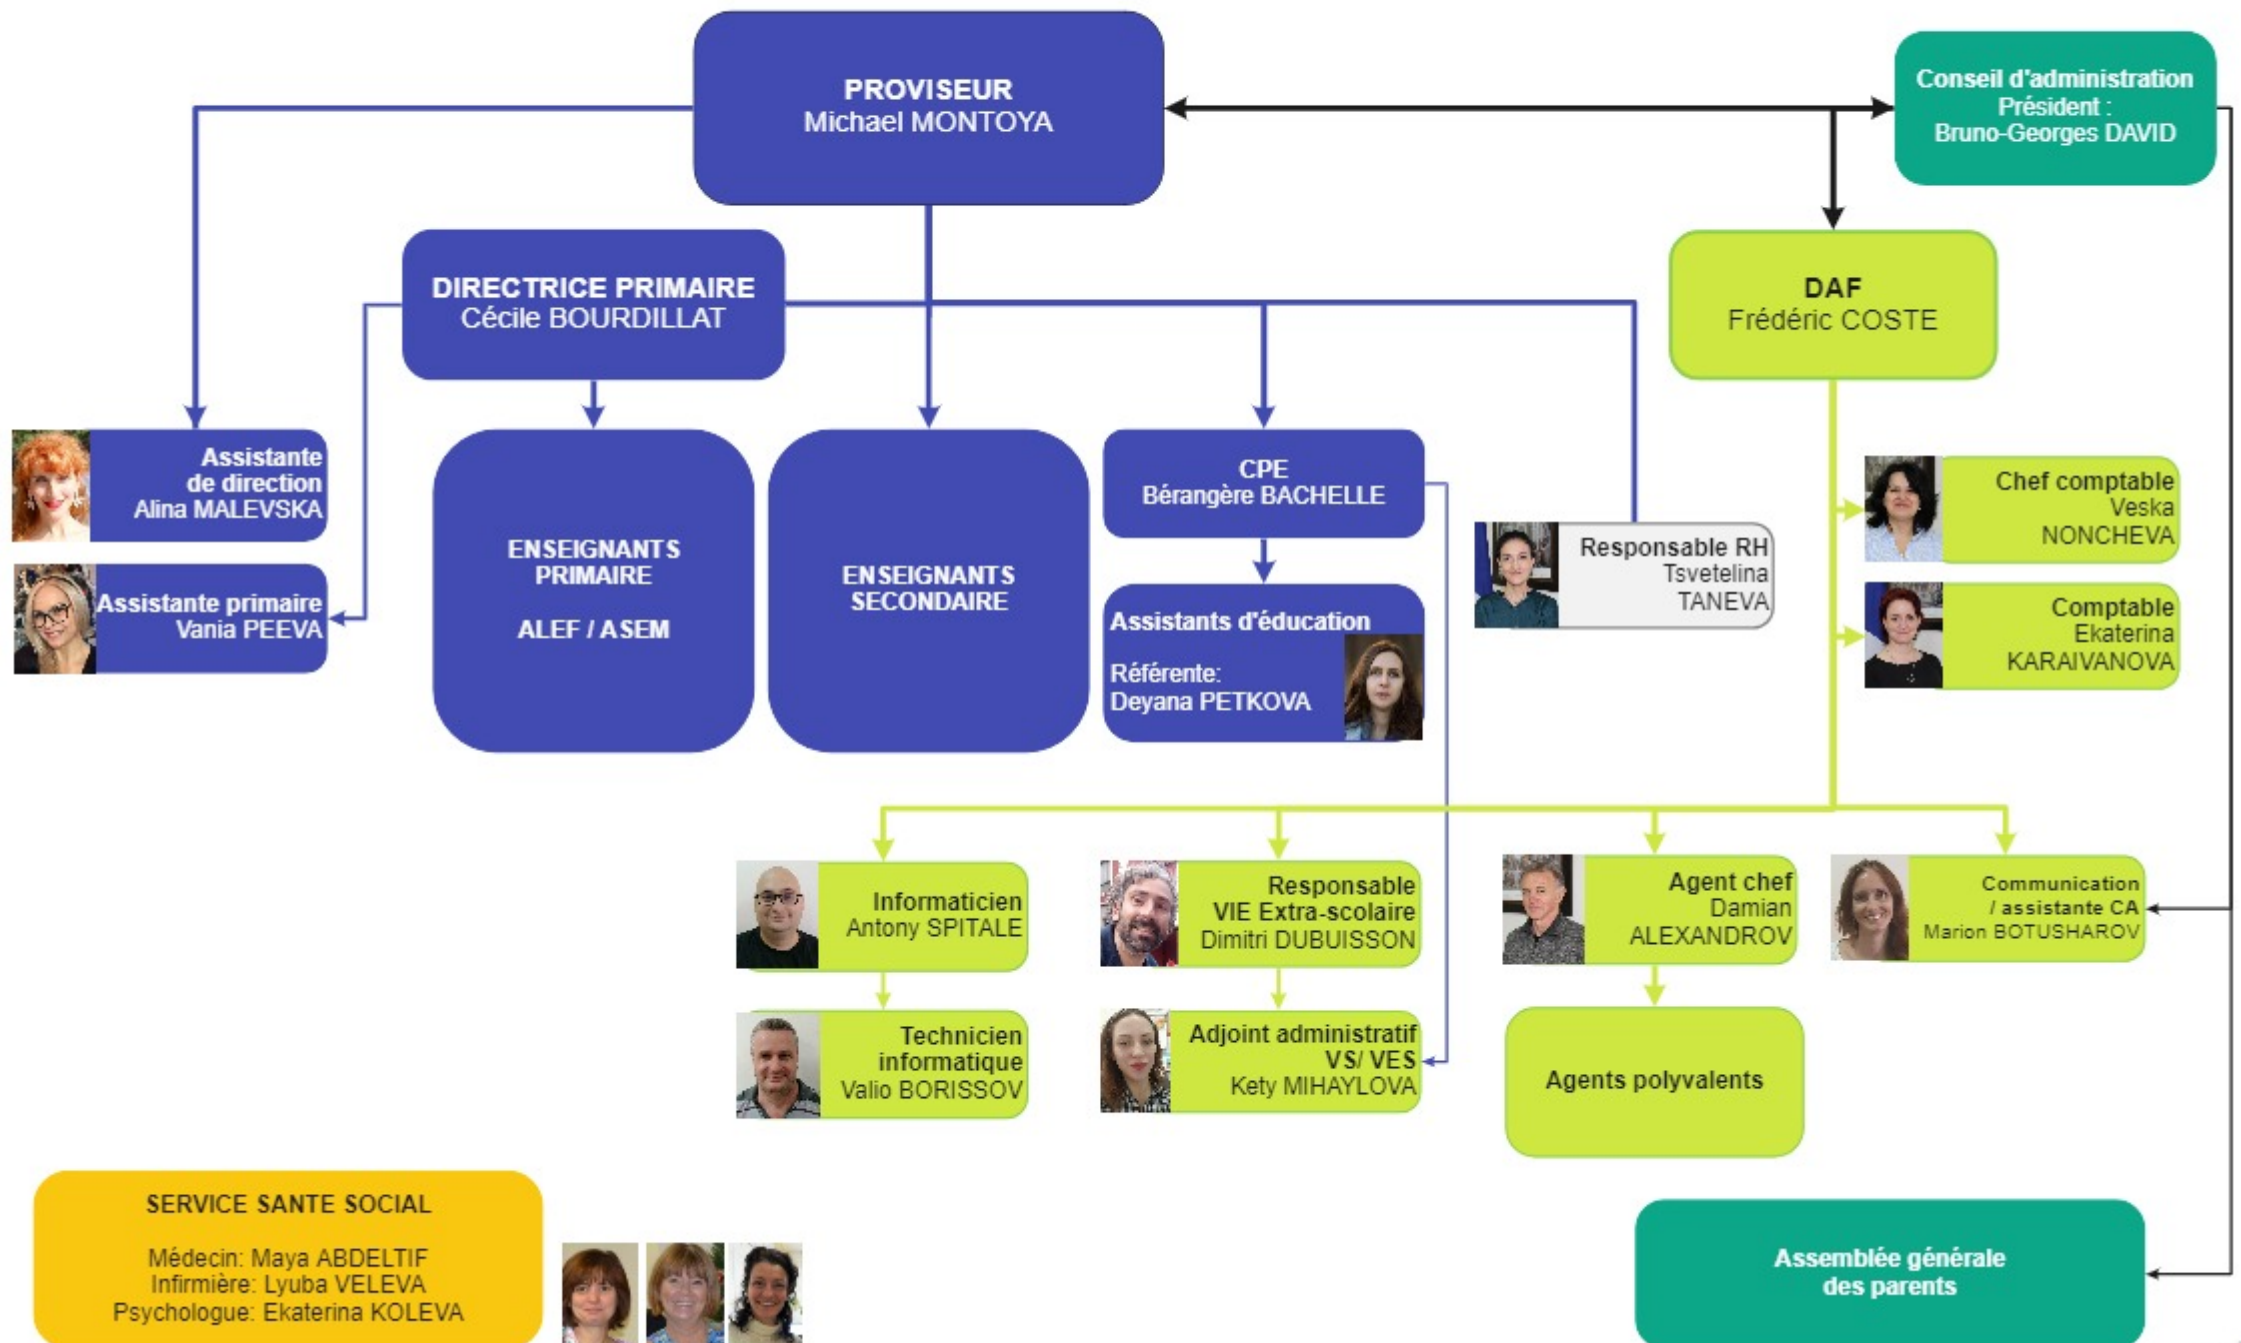 PROVISEUR
Michael MONTOYA
Conseil d'administration
Président :
Bruno-Georges DAVID
DIRECTRICE PRIMAIRE
Cécile BOURDILLAT
DAF
Frédéric COSTE
Assistante
de direction
Alina MALEVSKA
Assistante primaire
Vania PEEVA
ENSEIGNANTS
PRIMAIRE
ALEF / ASEM
ENSEIGNANTS
SECONDAIRE
CPE
Bérangère BACHELLE
Assistants d'éducation
Référente:
Deyana PETKOVA
Responsable RH
Tsvetelina
TANEVA
Chef comptable
Veska
NONCHEVA
Comptable
Ekaterina
KARAIVANOVA
Informaticien
Antony SPITALE
Responsable
VIE Extra-scolaire
Dimitri DUBUISSON
Agent chef
Damian
ALEXANDROV
Communication
/ assistante CA
Marion BOTUSHAROV
Technicien
informatique
Valio BORISSOV
Adjoint administratif
VS/ VES
Kety MIHAYLOVA
Agents polyvalents
SERVICE SANTE SOCIAL
Médecin: Maya ABDELTIF
Infirmière: Lyuba VELEVA
Psychologue: Ekaterina KOLEVA
Assemblée générale
des parents